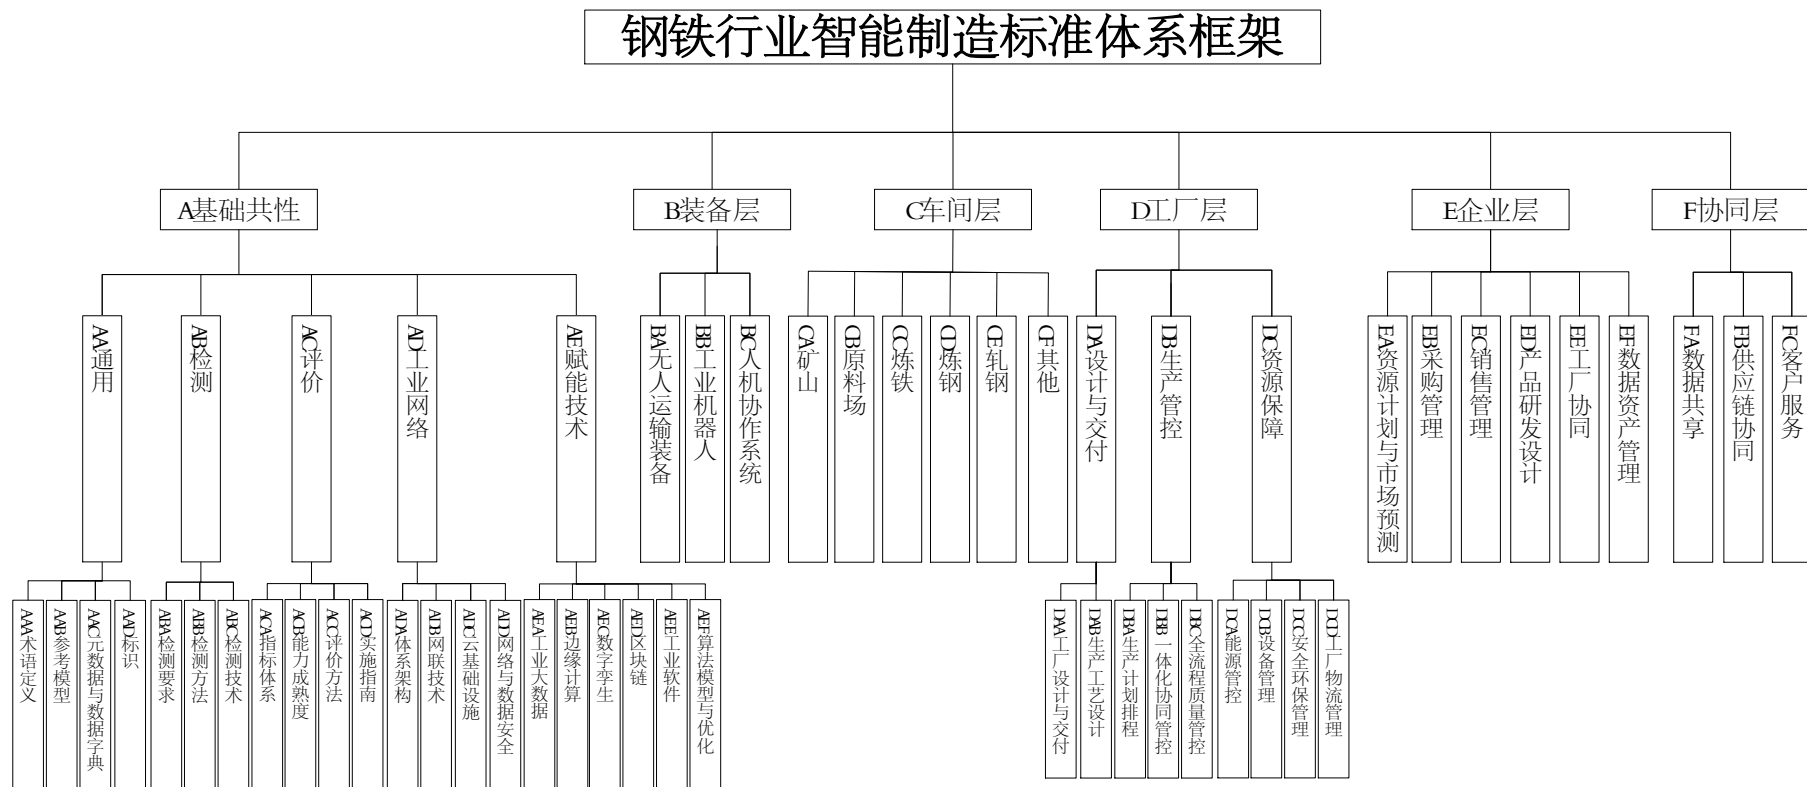 钢铁行业智能制造标准体系框架
A基础共性
B装备层
C车间层
D工厂层
E企业层
F协同层
AA通用
AB检测
AC评价
AD工业网络
AE赋能技术
BA无人运输装备
BB工业机器人
BC人机协作系统
CA矿山
CB原料场
CC炼铁
CD炼钢
CE轧钢
CF其他
DA设计与交付
DB生产管控
DC资源保障
EA资源计划与市场预测
EB采购管理
EC销售管理
ED产品研发设计
EE工厂协同
EF数据资产管理
FA数据共享
FB供应链协同
FC客户服务
AAA术语定义
AAB参考模型
AAC元数据与数据字典
AAD标识
ABA检测要求
ABB检测方法
ABC检测技术
ACA指标体系
ACB能力成熟度
ACC评价方法
ACD实施指南
ADA体系架构
ADB网联技术
ADC云基础设施
ADD网络与数据安全
AEA工业大数据
AEB边缘计算
AEC数字孪生
AED区块链
AEE工业软件
AEF算法模型与优化
DAA工厂设计与交付
DAB生产工艺设计
DBA生产计划排程
DBB一体化协同管控
DBC全流程质量管控
DCA能源管控
DCB设备管理
DCC安全环保管理
DCD工厂物流管理